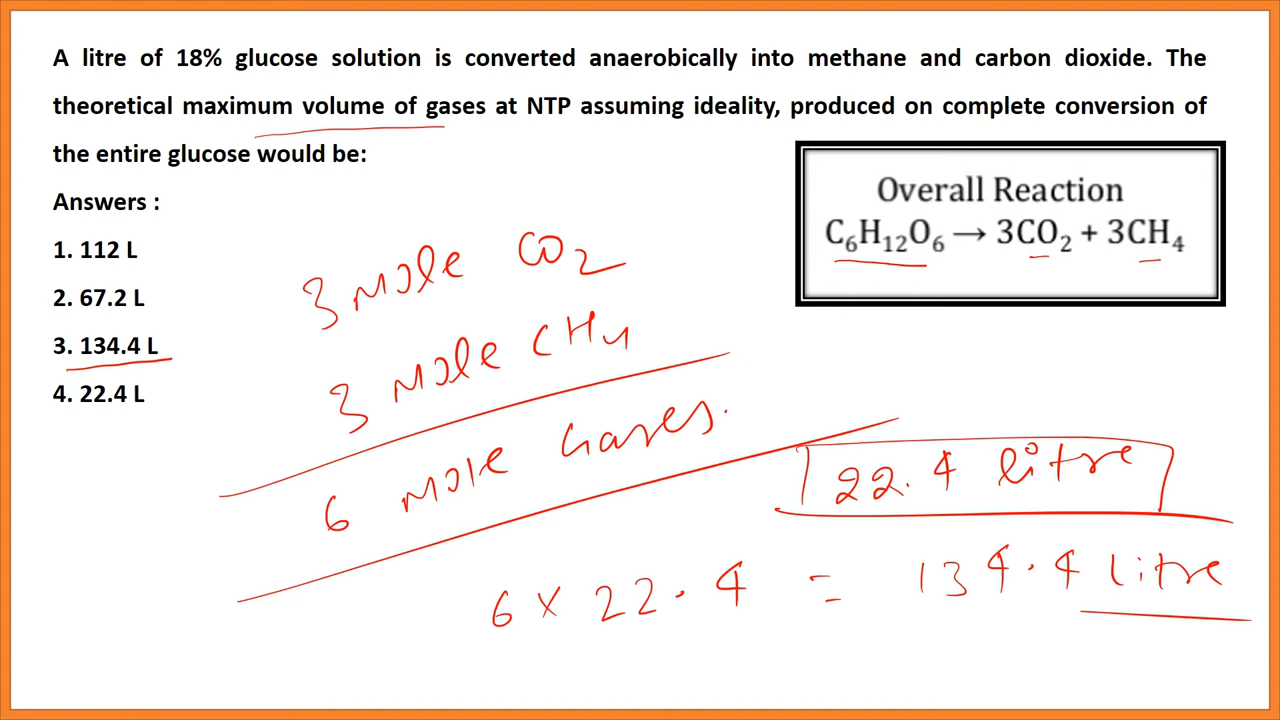 A litre of 18% glucose solution is converted anaerobically into methane and carbon dioxide. The
theoretical maximum volume of gases at NTP assuming ideality, produced on complete conversion of
the entire glucose would be:
Answers :
1. 112 L
2. 67.2 L
3. 134.4 L
4. 22.4 L
Overall Reaction
C₆H₁₂O₆ → 3CO₂ + 3CH₄
3 mole CO₂
3 mole CH₄
6 mole Gases.
22.4 litre
6 × 22.4 = 134.4 litre